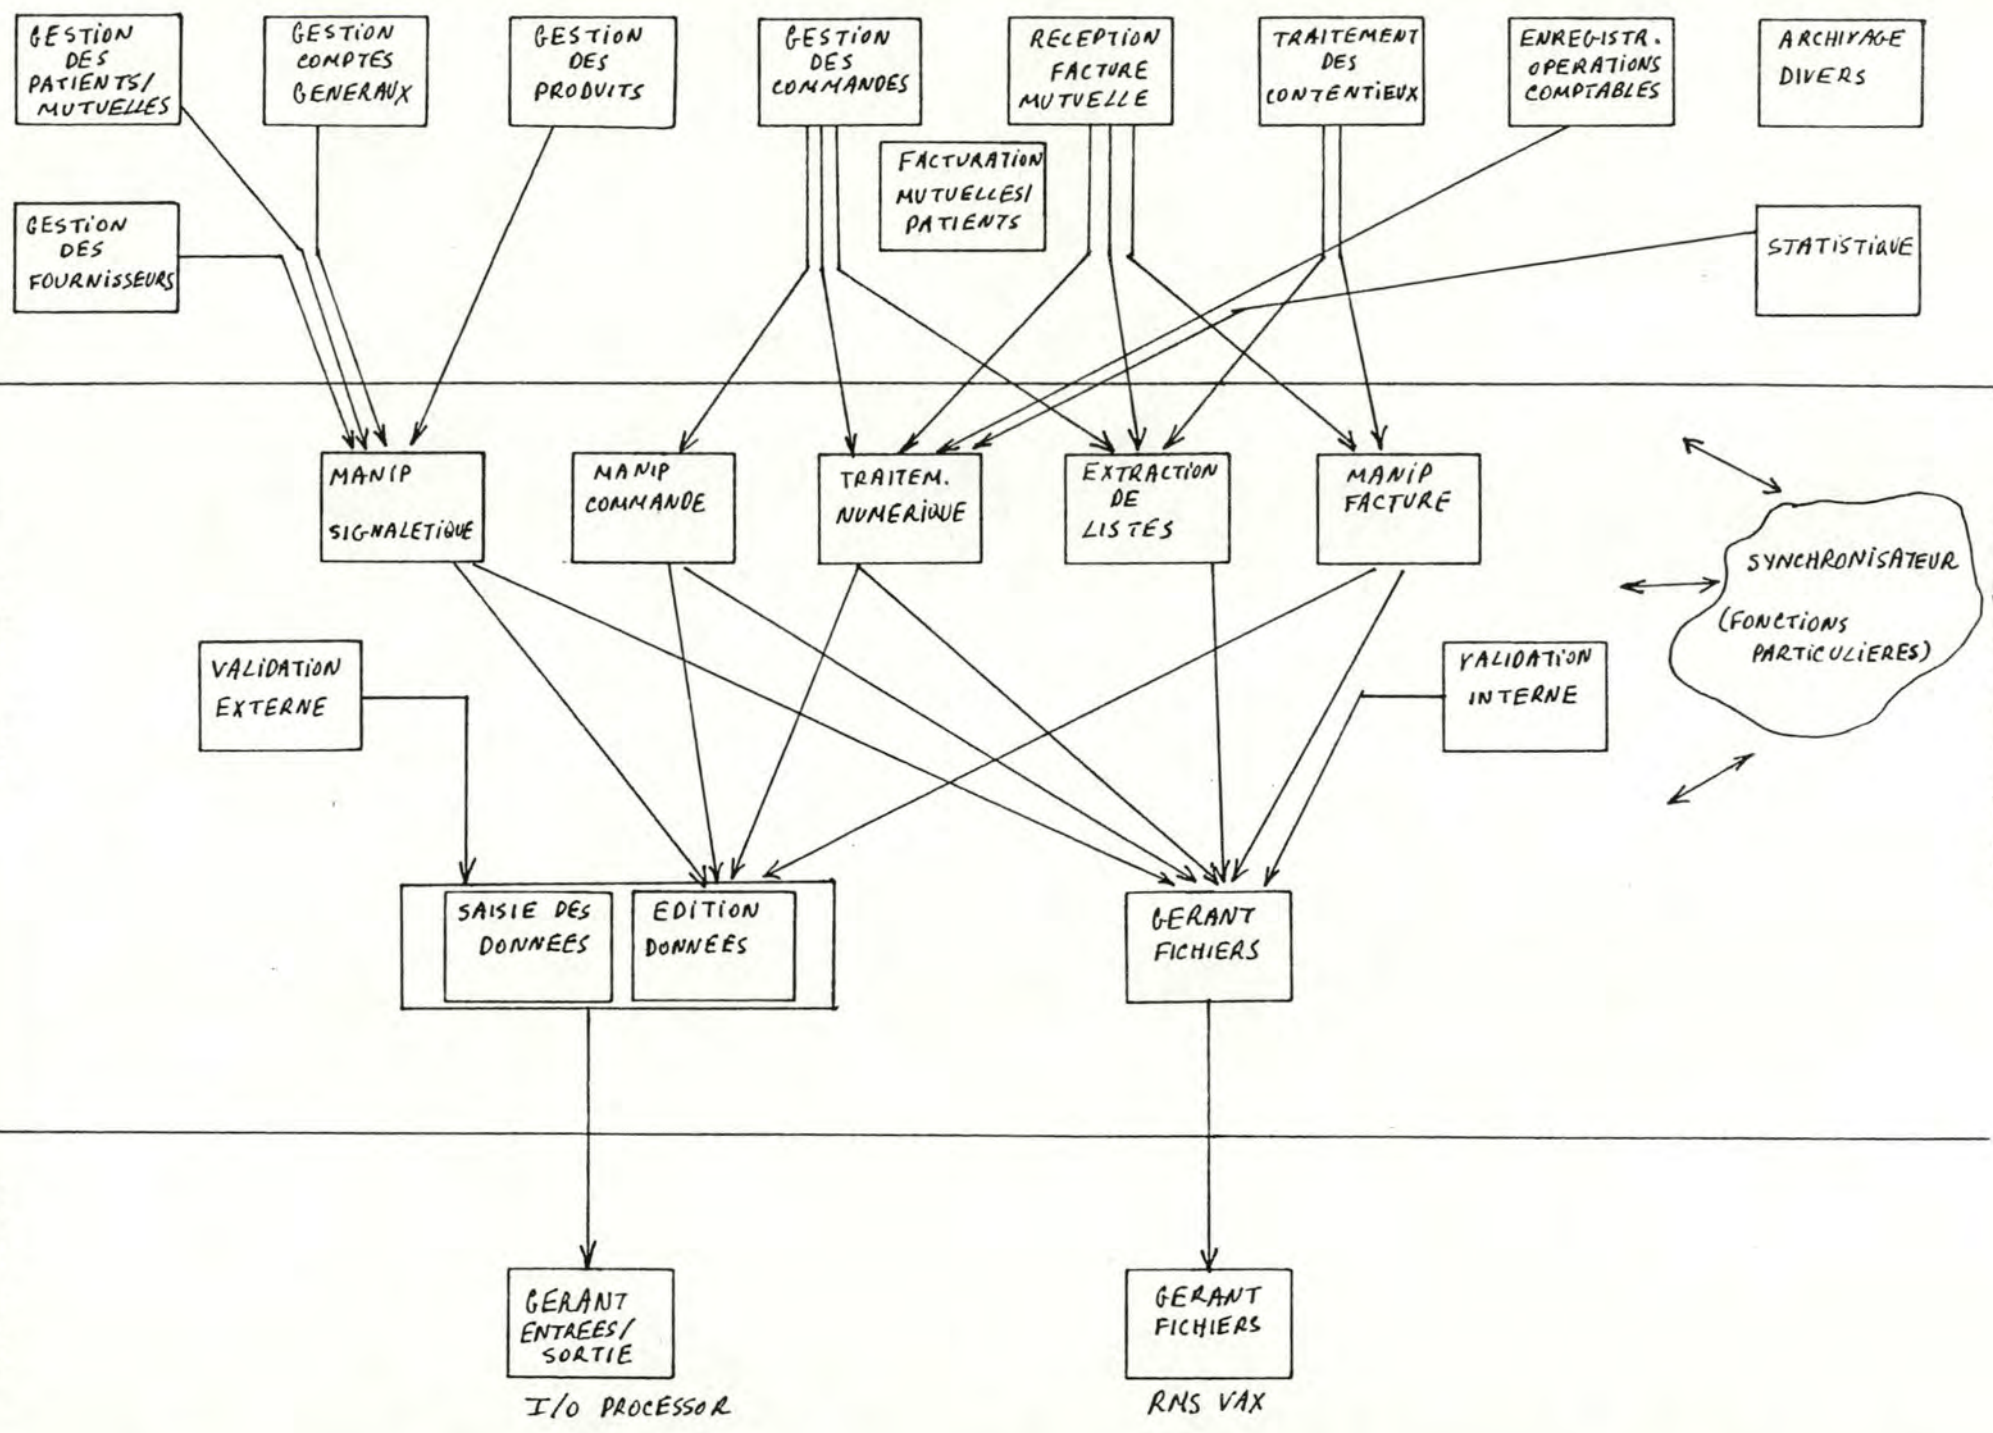 GESTION
DES
PATIENTS/
MUTUELLES
GESTION
COMPTES
GENERAUX
GESTION
DES
PRODUITS
GESTION
DES
COMMANDES
RECEPTION
FACTURE
MUTUELLE
TRAITEMENT
DES
CONTENTIEUX
ENREGISTR.
OPERATIONS
COMPTABLES
ARCHIVAGE
DIVERS
FACTURATION
MUTUELLES/
PATIENTS
GESTION
DES
FOURNISSEURS
STATISTIQUE
MANIP
SIGNALETIQUE
MANIP
COMMANDE
TRAITEM.
NUMERIQUE
EXTRACTION
DE
LISTES
MANIP
FACTURE
SYNCHRONISATEUR
(FONCTIONS
PARTICULIERES)
VALIDATION
EXTERNE
VALIDATION
INTERNE
SAISIE DES
DONNEES
EDITION
DONNEES
GERANT
FICHIERS
GERANT
ENTREES/
SORTIE
I/O PROCESSOR
GERANT
FICHIERS
RMS VAX